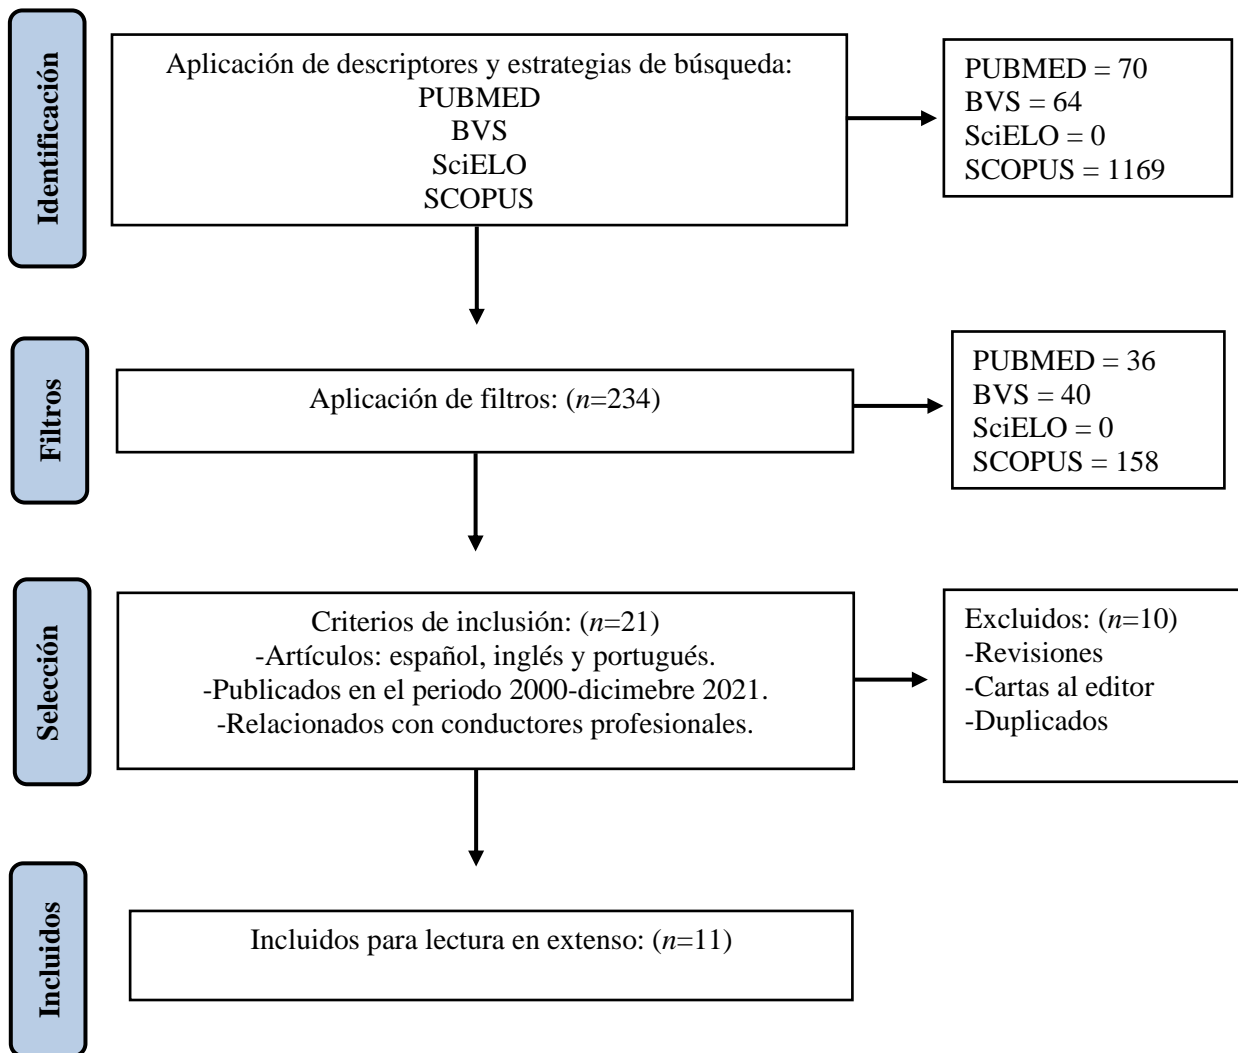 Identificación
Aplicación de descriptores y estrategias de búsqueda:
PUBMED
BVS
SciELO
SCOPUS
PUBMED = 70
BVS = 64
SciELO = 0
SCOPUS = 1169
Filtros
Aplicación de filtros: (n=234)
PUBMED = 36
BVS = 40
SciELO = 0
SCOPUS = 158
Selección
Criterios de inclusión: (n=21)
-Artículos: español, inglés y portugués.
-Publicados en el periodo 2000-dicimebre 2021.
-Relacionados con conductores profesionales.
Excluidos: (n=10)
-Revisiones
-Cartas al editor
-Duplicados
Incluidos
Incluidos para lectura en extenso: (n=11)